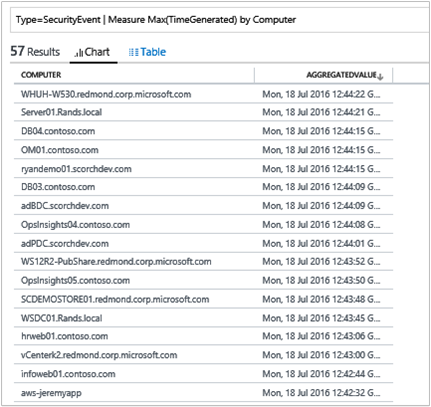 Type=SecurityEvent | Measure Max(TimeGenerated) by Computer
57 Results Chart Table
COMPUTER AGGREGATEDVALUE
WHUH-W530.redmond.corp.microsoft.com Mon, 18 Jul 2016 12:44:22 G...
Server01.Rands.local Mon, 18 Jul 2016 12:44:21 G...
DB04.contoso.com Mon, 18 Jul 2016 12:44:15 G...
OM01.contoso.com Mon, 18 Jul 2016 12:44:15 G...
ryandemo01.scorchdev.com Mon, 18 Jul 2016 12:44:15 G...
DB03.contoso.com Mon, 18 Jul 2016 12:44:09 G...
adBDC.scorchdev.com Mon, 18 Jul 2016 12:44:09 G...
OpsInsights04.contoso.com Mon, 18 Jul 2016 12:44:08 G...
adPDC.scorchdev.com Mon, 18 Jul 2016 12:44:01 G...
WS12R2-PubShare.redmond.corp.microsoft.com Mon, 18 Jul 2016 12:43:52 G...
OpsInsights05.contoso.com Mon, 18 Jul 2016 12:43:50 G...
SCDEMOSTORE01.redmond.corp.microsoft.com Mon, 18 Jul 2016 12:43:48 G...
WSDC01.Rands.local Mon, 18 Jul 2016 12:43:45 G...
hrweb01.contoso.com Mon, 18 Jul 2016 12:43:06 G...
vCenterk2.redmond.corp.microsoft.com Mon, 18 Jul 2016 12:43:00 G...
infoweb01.contoso.com Mon, 18 Jul 2016 12:42:44 G...
aws-jeremyapp Mon, 18 Jul 2016 12:42:32 G...